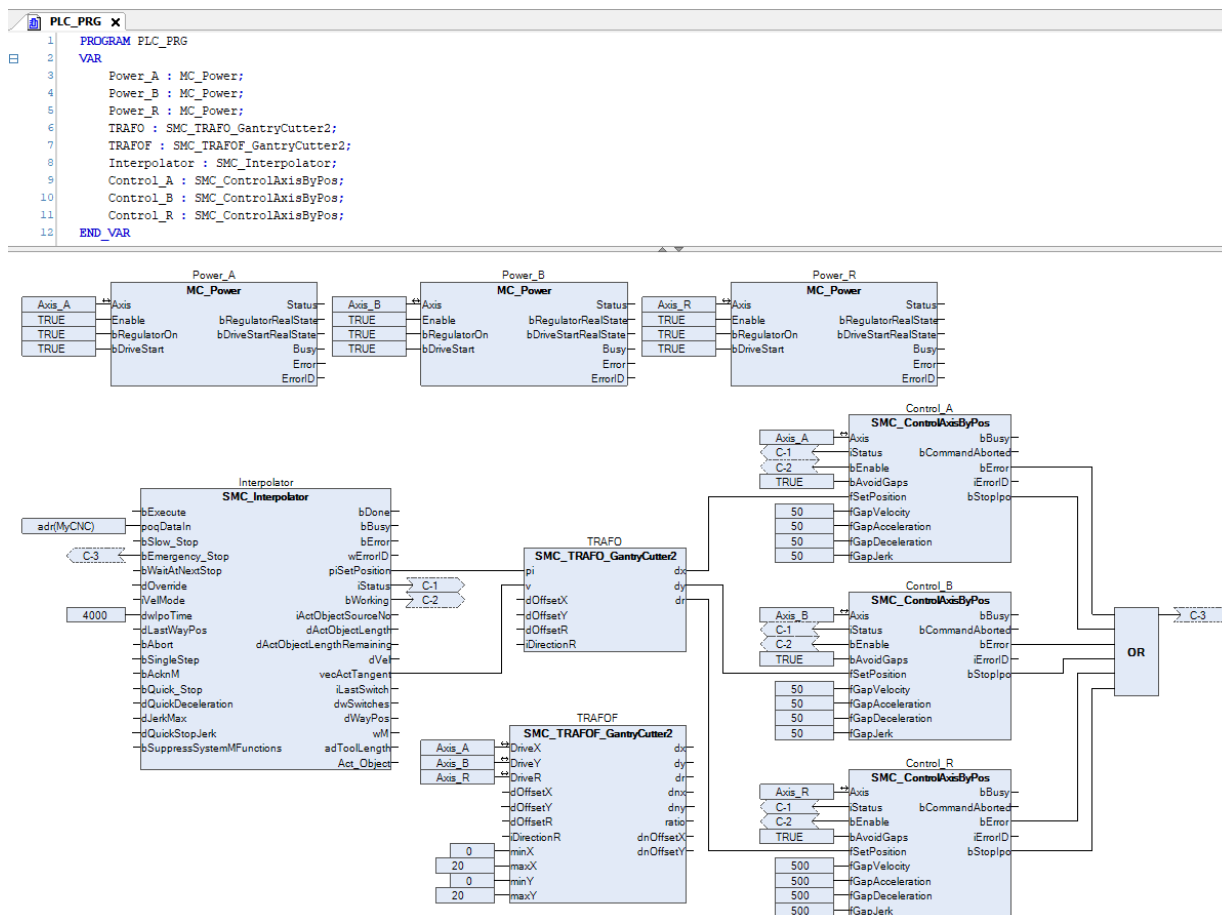 PLC_PRG
1 PROGRAM PLC_PRG
2 VAR
3 Power_A : MC_Power;
4 Power_B : MC_Power;
5 Power_R : MC_Power;
6 TRAFO : SMC_TRAFO_GantryCutter2;
7 TRAFOF : SMC_TRAFOF_GantryCutter2;
8 Interpolator : SMC_Interpolator;
9 Control_A : SMC_ControlAxisByPos;
10 Control_B : SMC_ControlAxisByPos;
11 Control_R : SMC_ControlAxisByPos;
12 END_VAR
Power_A
MC_Power
Axis_A Axis Status
TRUE Enable bRegulatorRealState
TRUE bRegulatorOn bDriveStartRealState
TRUE bDriveStart Busy
Error
ErrorID
Power_B
MC_Power
Axis_B Axis Status
TRUE Enable bRegulatorRealState
TRUE bRegulatorOn bDriveStartRealState
TRUE bDriveStart Busy
Error
ErrorID
Power_R
MC_Power
Axis_R Axis Status
TRUE Enable bRegulatorRealState
TRUE bRegulatorOn bDriveStartRealState
TRUE bDriveStart Busy
Error
ErrorID
Interpolator
SMC_Interpolator
bExecute bDone
adr(MyCNC) poqDataIn bBusy
bSlow_Stop bError
C-3 bEmergency_Stop wErrorID
bWaitAtNextStop piSetPosition
dOverride iStatus C-1
iVelMode bWorking C-2
4000 dwIpoTime iActObjectSourceNo
dLastWayPos dActObjectLength
bAbort dActObjectLengthRemaining
bSingleStep dVel
bAcknM vecActTangent
bQuick_Stop iLastSwitch
dQuickDeceleration dwSwitches
dJerkMax dWayPos
dQuickStopJerk wM
bSuppressSystemMFunctions adToolLength
Act_Object
TRAFO
SMC_TRAFO_GantryCutter2
pi dx
v dy
dOffsetX dr
dOffsetY
dOffsetR
iDirectionR
TRAFOF
SMC_TRAFOF_GantryCutter2
Axis_A DriveX dx
Axis_B DriveY dy
Axis_R DriveR dr
dOffsetX dnx
dOffsetY dny
dOffsetR ratio
iDirectionR dnOffsetX
0 minX dnOffsetY
20 maxX
0 minY
20 maxY
Control_A
SMC_ControlAxisByPos
Axis_A Axis bBusy
C-1 iStatus bCommandAborted
C-2 bEnable bError
TRUE bAvoidGaps iErrorID
fSetPosition bStopIpo
50 fGapVelocity
50 fGapAcceleration
50 fGapDeceleration
50 fGapJerk
Control_B
SMC_ControlAxisByPos
Axis_B Axis bBusy
C-1 iStatus bCommandAborted
C-2 bEnable bError
TRUE bAvoidGaps iErrorID
fSetPosition bStopIpo
50 fGapVelocity
50 fGapAcceleration
50 fGapDeceleration
50 fGapJerk
OR C-3
Control_R
SMC_ControlAxisByPos
Axis_R Axis bBusy
C-1 iStatus bCommandAborted
C-2 bEnable bError
TRUE bAvoidGaps iErrorID
fSetPosition bStopIpo
500 fGapVelocity
500 fGapAcceleration
500 fGapDeceleration
500 fGapJerk